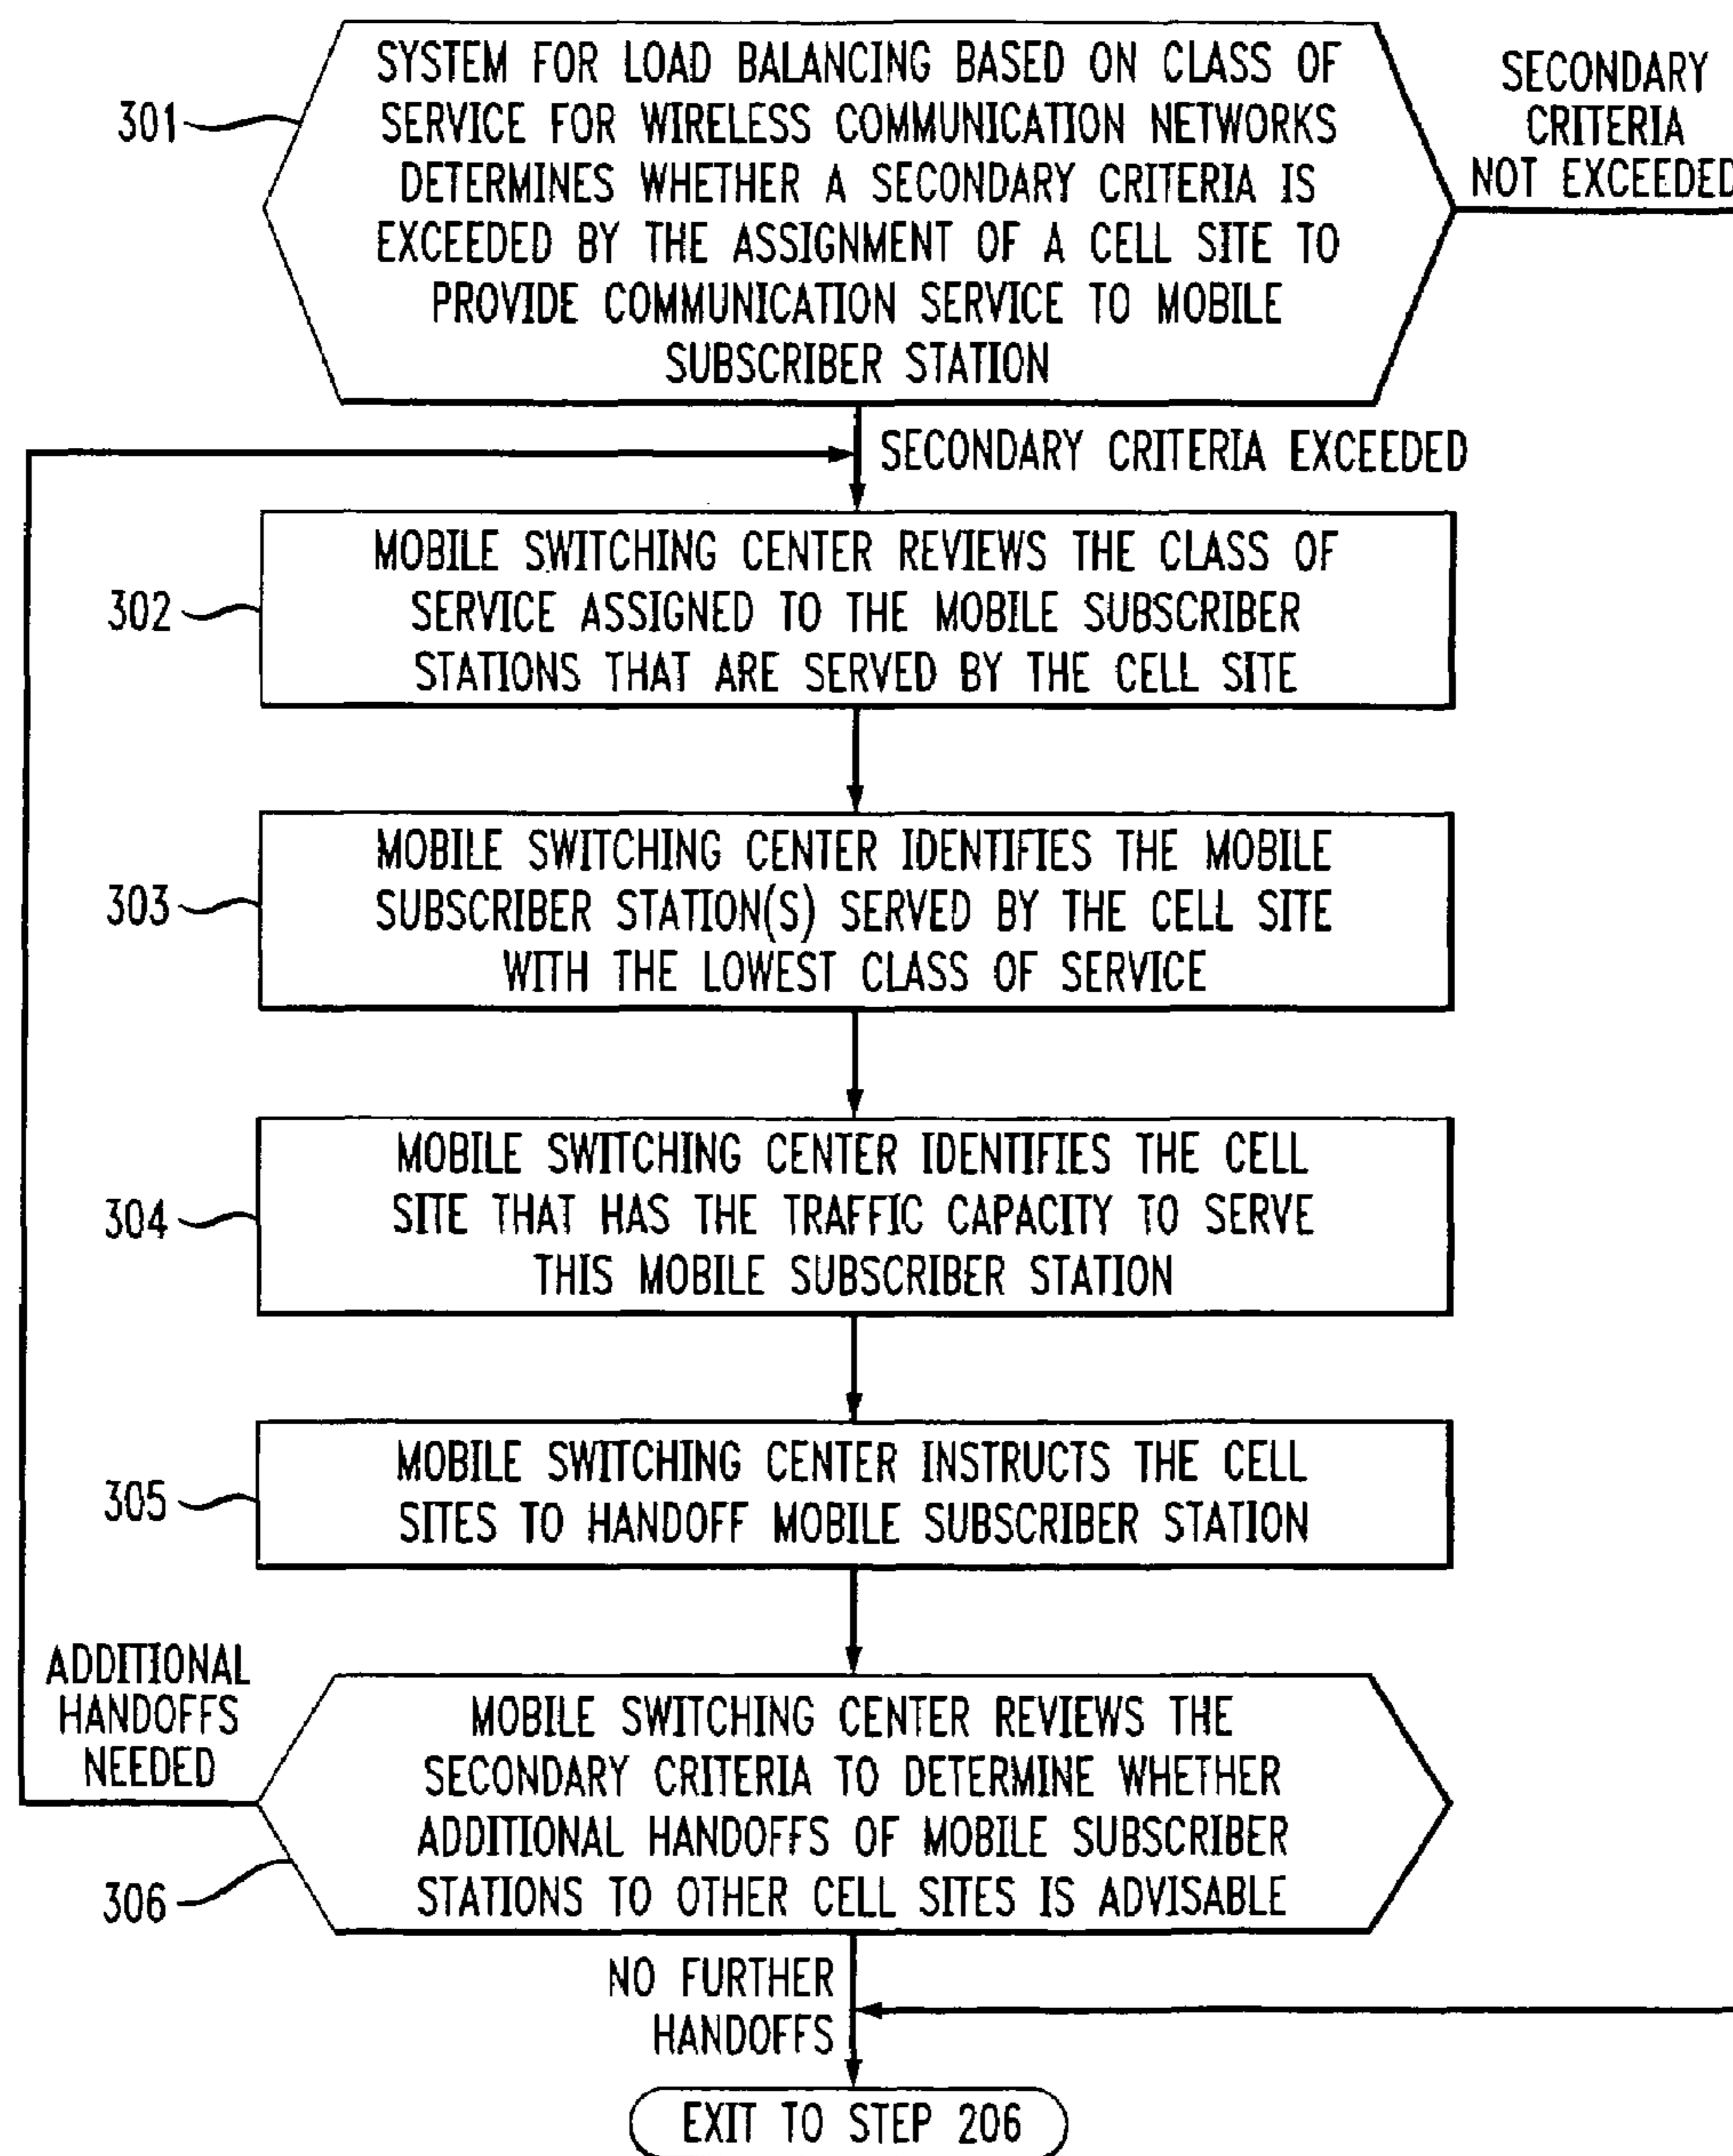 301
SYSTEM FOR LOAD BALANCING BASED ON CLASS OF
SERVICE FOR WIRELESS COMMUNICATION NETWORKS
DETERMINES WHETHER A SECONDARY CRITERIA IS
EXCEEDED BY THE ASSIGNMENT OF A CELL SITE TO
PROVIDE COMMUNICATION SERVICE TO MOBILE
SUBSCRIBER STATION
SECONDARY
CRITERIA
NOT EXCEEDED
SECONDARY CRITERIA EXCEEDED
302
MOBILE SWITCHING CENTER REVIEWS THE CLASS OF
SERVICE ASSIGNED TO THE MOBILE SUBSCRIBER
STATIONS THAT ARE SERVED BY THE CELL SITE
303
MOBILE SWITCHING CENTER IDENTIFIES THE MOBILE
SUBSCRIBER STATION(S) SERVED BY THE CELL SITE
WITH THE LOWEST CLASS OF SERVICE
304
MOBILE SWITCHING CENTER IDENTIFIES THE CELL
SITE THAT HAS THE TRAFFIC CAPACITY TO SERVE
THIS MOBILE SUBSCRIBER STATION
305
MOBILE SWITCHING CENTER INSTRUCTS THE CELL
SITES TO HANDOFF MOBILE SUBSCRIBER STATION
ADDITIONAL
HANDOFFS
NEEDED
306
MOBILE SWITCHING CENTER REVIEWS THE
SECONDARY CRITERIA TO DETERMINE WHETHER
ADDITIONAL HANDOFFS OF MOBILE SUBSCRIBER
STATIONS TO OTHER CELL SITES IS ADVISABLE
NO FURTHER
HANDOFFS
EXIT TO STEP 206